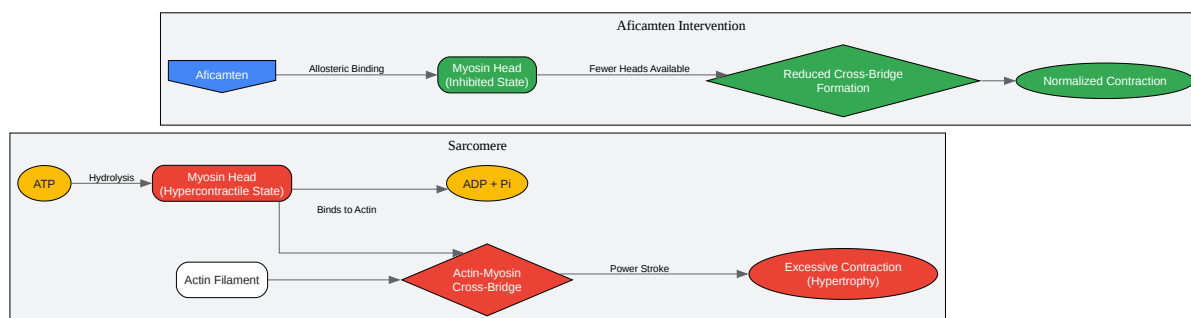 Aficamten Intervention
Aficamten
Allosteric Binding
Myosin Head
(Inhibited State)
Fewer Heads Available
Reduced Cross-Bridge
Formation
Normalized Contraction
Sarcomere
ATP
Hydrolysis
Myosin Head
(Hypercontractile State)
ADP + Pi
Binds to Actin
Actin Filament
Actin-Myosin
Cross-Bridge
Power Stroke
Excessive Contraction
(Hypertrophy)